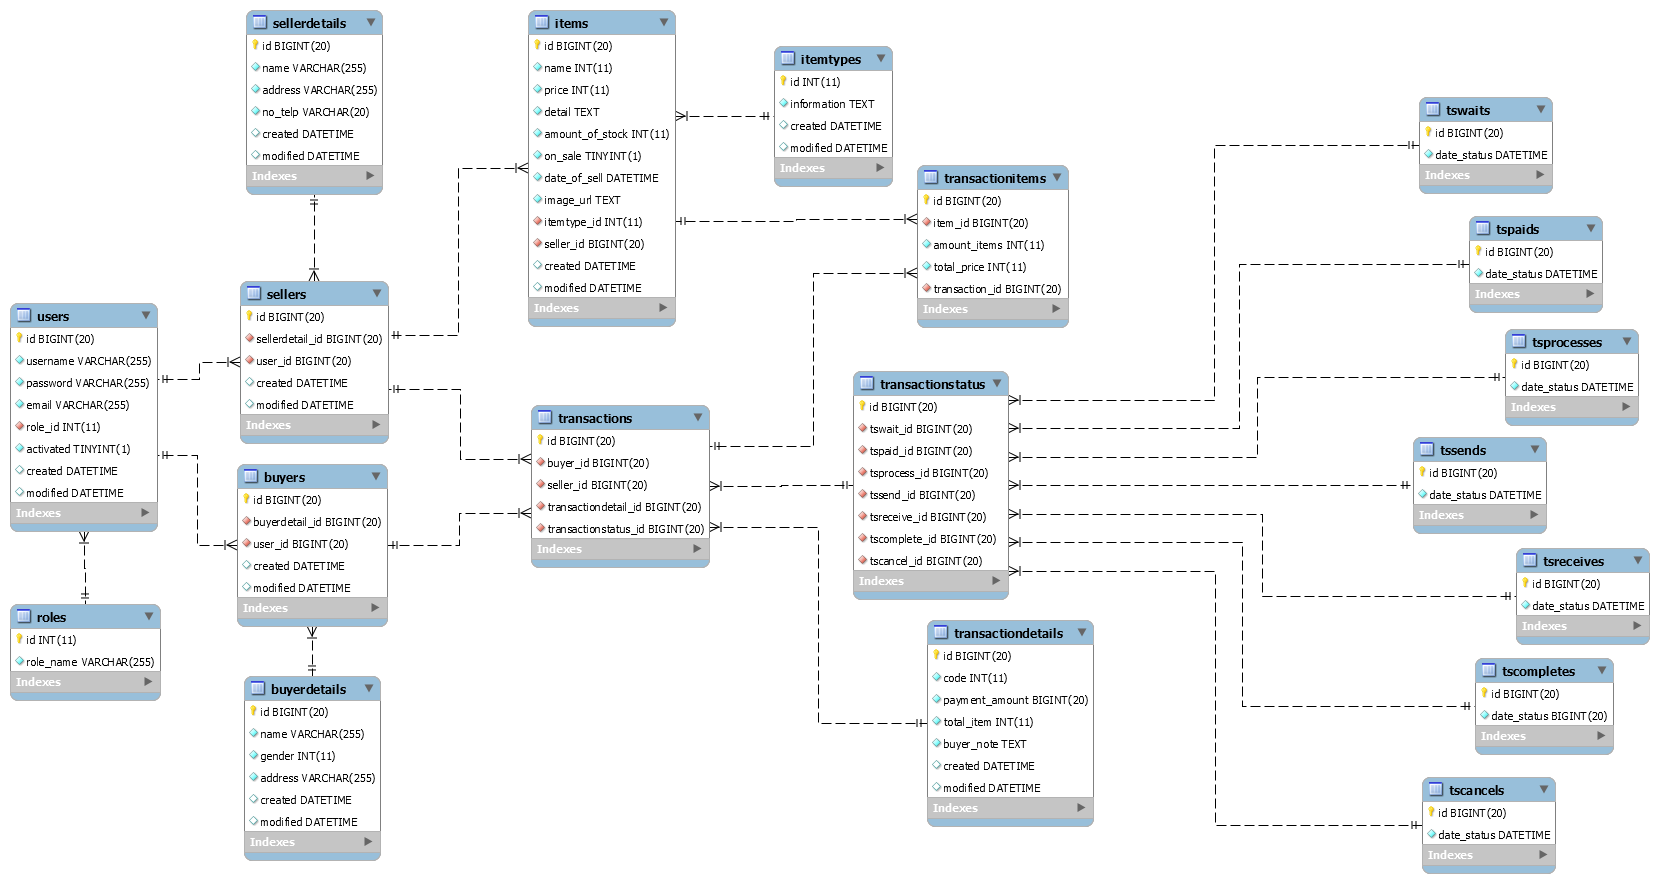 sellerdetails
id BIGINT(20)
name VARCHAR(255)
address VARCHAR(255)
no_telp VARCHAR(20)
created DATETIME
modified DATETIME
Indexes
items
id BIGINT(20)
name INT(11)
price INT(11)
detail TEXT
amount_of_stock INT(11)
on_sale TINYINT(1)
date_of_sell DATETIME
image_url TEXT
itemtype_id INT(11)
seller_id BIGINT(20)
created DATETIME
modified DATETIME
Indexes
itemtypes
id INT(11)
information TEXT
created DATETIME
modified DATETIME
Indexes
transactionitems
id BIGINT(20)
item_id BIGINT(20)
amount_items INT(11)
total_price INT(11)
transaction_id BIGINT(20)
Indexes
tswaits
id BIGINT(20)
date_status DATETIME
Indexes
tspaids
id BIGINT(20)
date_status DATETIME
Indexes
users
id BIGINT(20)
username VARCHAR(255)
password VARCHAR(255)
email VARCHAR(255)
role_id INT(11)
activated TINYINT(1)
created DATETIME
modified DATETIME
Indexes
sellers
id BIGINT(20)
sellerdetail_id BIGINT(20)
user_id BIGINT(20)
created DATETIME
modified DATETIME
Indexes
buyers
id BIGINT(20)
buyerdetail_id BIGINT(20)
user_id BIGINT(20)
created DATETIME
modified DATETIME
Indexes
transactions
id BIGINT(20)
buyer_id BIGINT(20)
seller_id BIGINT(20)
transactiondetail_id BIGINT(20)
transactionstatus_id BIGINT(20)
Indexes
transactionstatus
id BIGINT(20)
tswait_id BIGINT(20)
tspaid_id BIGINT(20)
tsprocess_id BIGINT(20)
tssend_id BIGINT(20)
tsreceive_id BIGINT(20)
tscomplete_id BIGINT(20)
tscancel_id BIGINT(20)
Indexes
tsprocesses
id BIGINT(20)
date_status DATETIME
Indexes
tssends
id BIGINT(20)
date_status DATETIME
Indexes
tsreceives
id BIGINT(20)
date_status DATETIME
Indexes
roles
id INT(11)
role_name VARCHAR(255)
Indexes
buyerdetails
id BIGINT(20)
name VARCHAR(255)
gender INT(11)
address VARCHAR(255)
created DATETIME
modified DATETIME
Indexes
transactiondetails
id BIGINT(20)
code INT(11)
payment_amount BIGINT(20)
total_item INT(11)
buyer_note TEXT
created DATETIME
modified DATETIME
Indexes
tscompletes
id BIGINT(20)
date_status BIGINT(20)
Indexes
tscancels
id BIGINT(20)
date_status DATETIME
Indexes